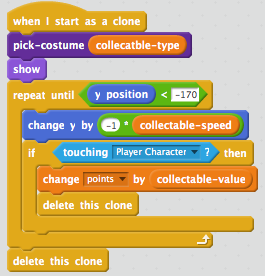 when I start as a clone
pick-costume collecatble-type
show
repeat until y position < -170
change y by -1 * collectable-speed
if touching Player Character ? then
change points by collectable-value
delete this clone
delete this clone